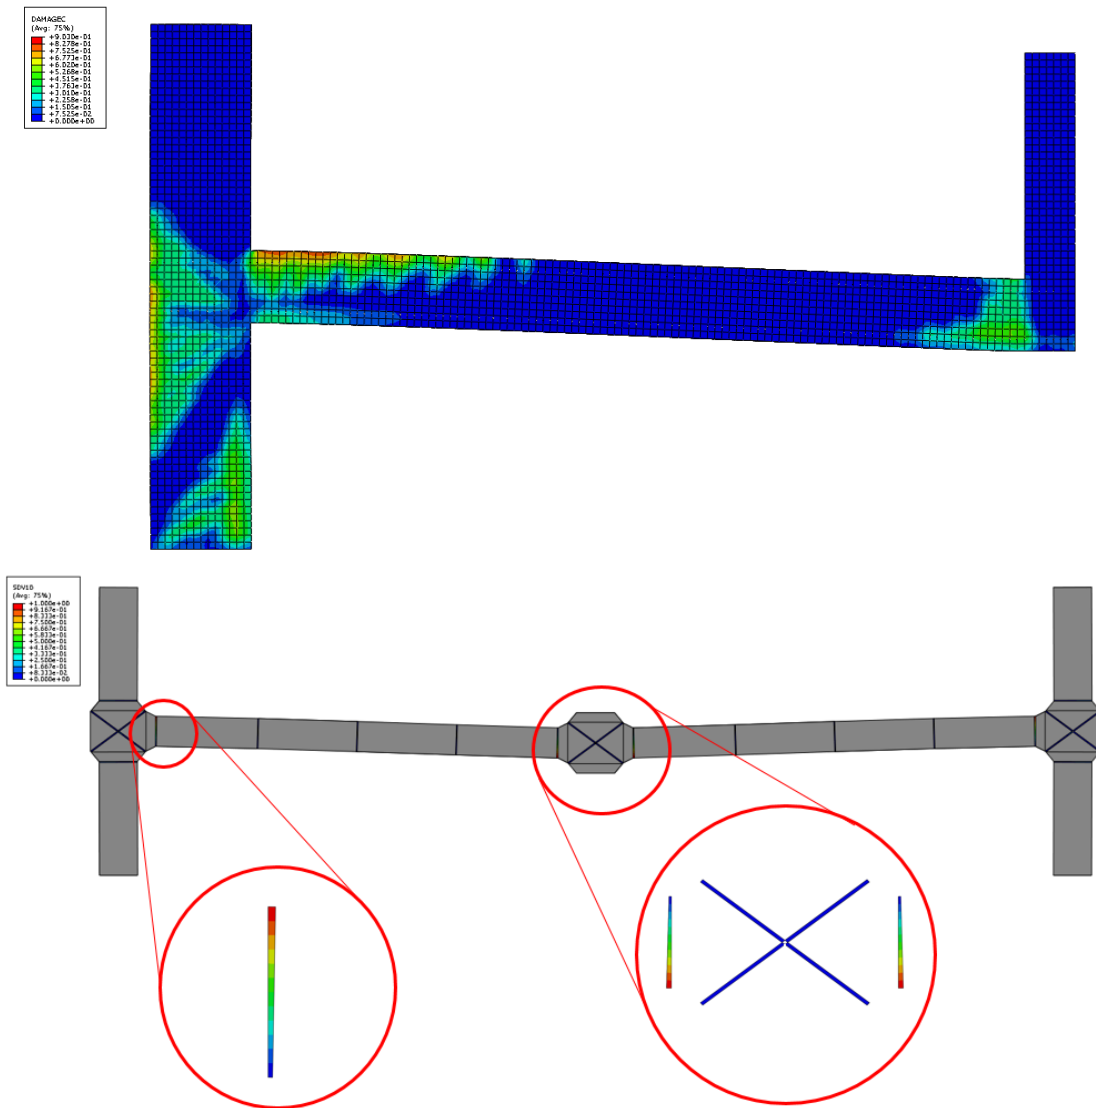 DAMAGEC
(Avg: 75%)
+9.030e-01
+8.278e-01
+7.525e-01
+6.773e-01
+6.020e-01
+5.268e-01
+4.515e-01
+3.763e-01
+3.010e-01
+2.258e-01
+1.505e-01
+7.525e-02
+0.000e+00
SDV10
(Avg: 75%)
+1.000e+00
+9.167e-01
+8.333e-01
+7.500e-01
+6.667e-01
+5.833e-01
+5.000e-01
+4.167e-01
+3.333e-01
+2.500e-01
+1.667e-01
+8.333e-02
+0.000e+00